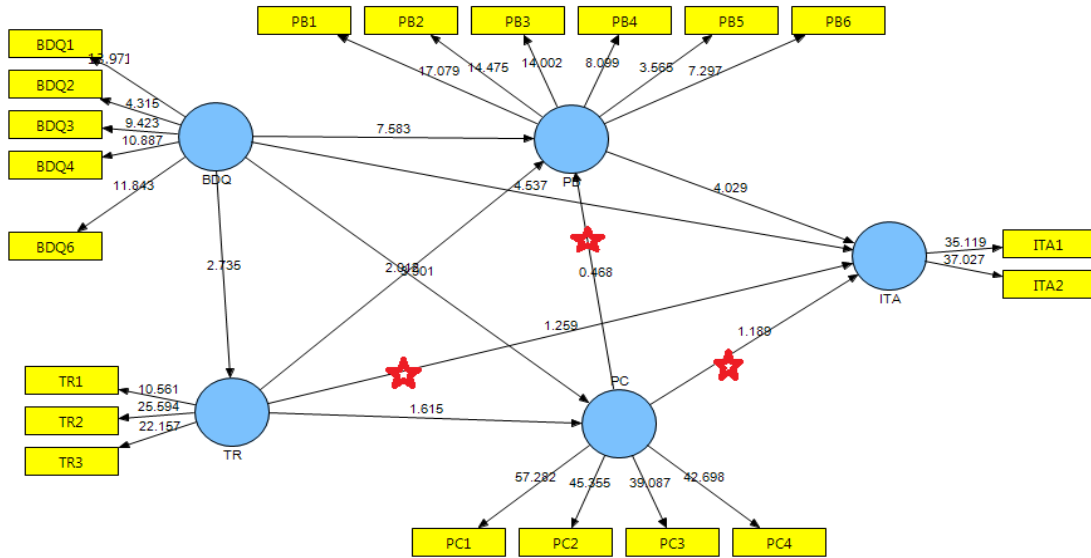 PB1 PB2 PB3 PB4 PB5 PB6
BDQ1
BDQ2
BDQ3
BDQ4
BDQ6
4.315
9.423
10.887
11.843
17.079
14.475
14.002
8.099
3.565
7.297
BDQ
7.583
4.537
4.029
2.735
0.468
1.259
1.189
ITA
35.119
37.027
ITA1
ITA2
TR1
TR2
TR3
10.561
25.594
22.157
TR
1.615
PC
57.282
45.355
39.087
42.698
PC1 PC2 PC3 PC4